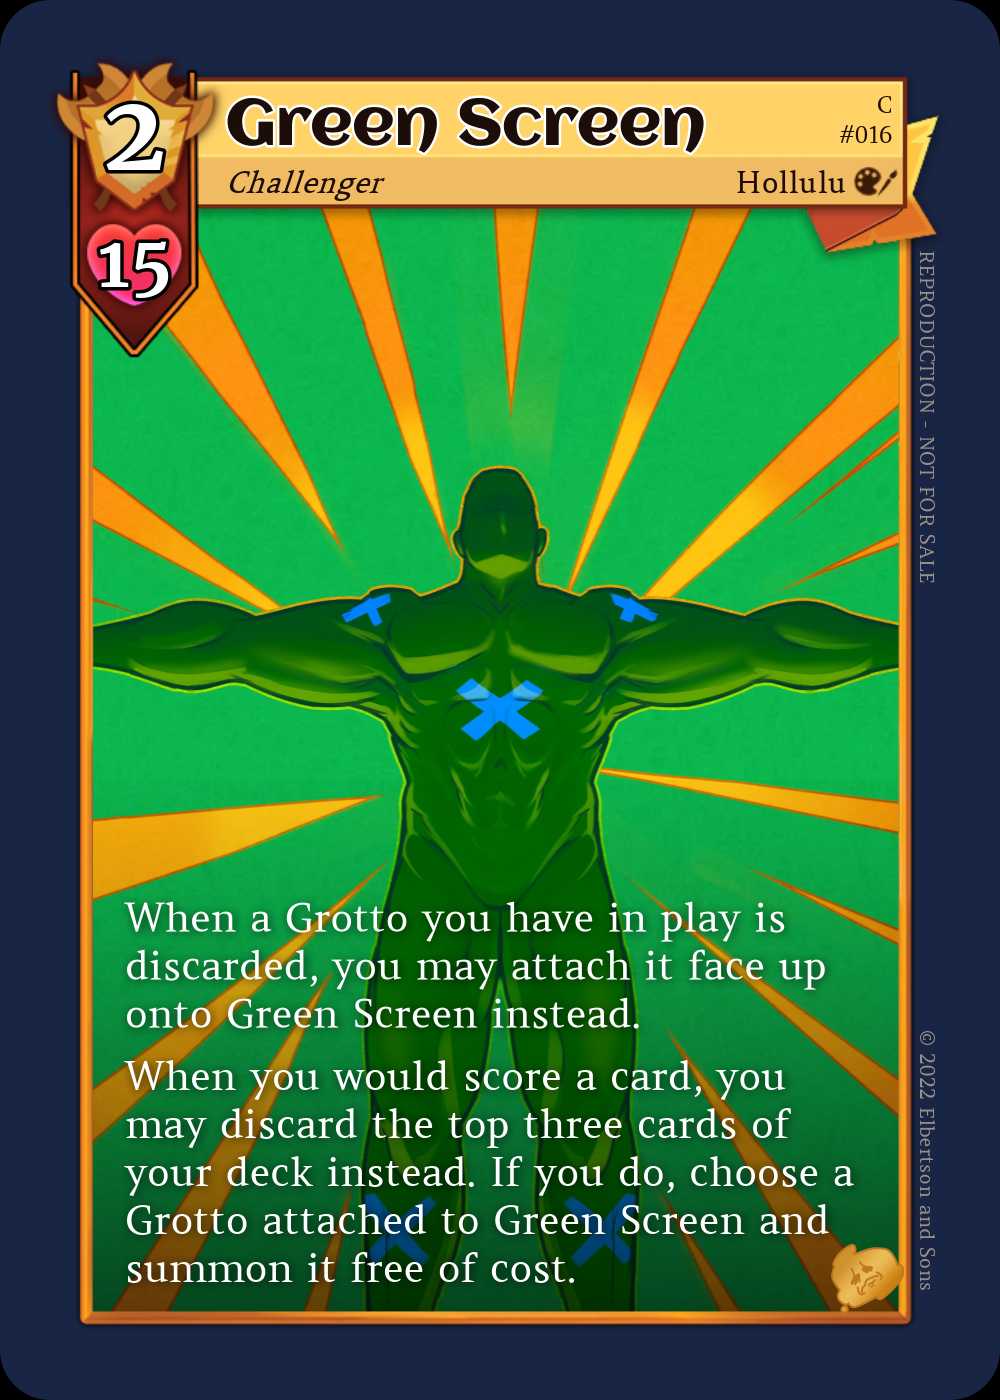 2
Green Screen
C
#016
Challenger
Hollulu
15
REPRODUCTION - NOT FOR SALE
When a Grotto you have in play is
discarded, you may attach it face up
onto Green Screen instead.
When you would score a card, you
may discard the top three cards of
your deck instead. If you do, choose a
Grotto attached to Green Screen and
summon it free of cost.
© 2022 Elbertson and Sons